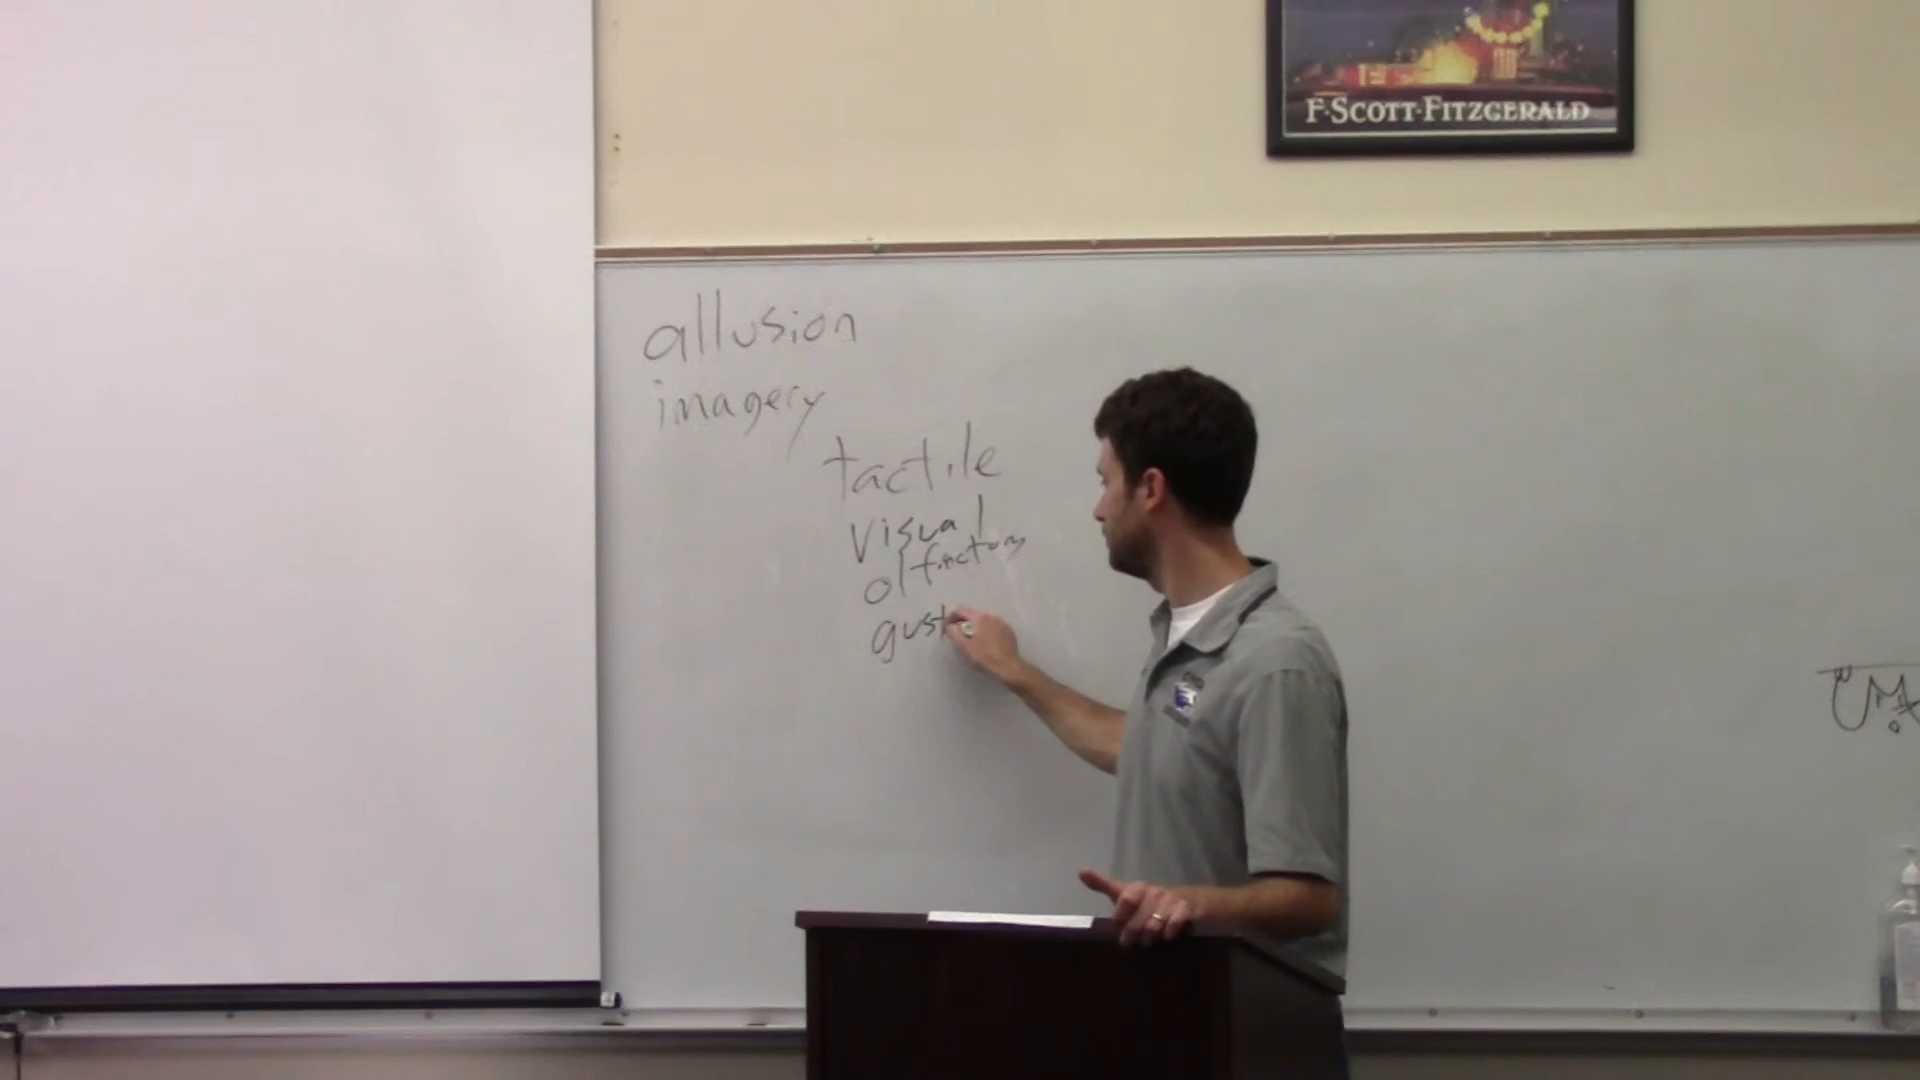 F·SCOTT·FITZGERALD
allusion
imagery
tactile
visual
olfactory
gust